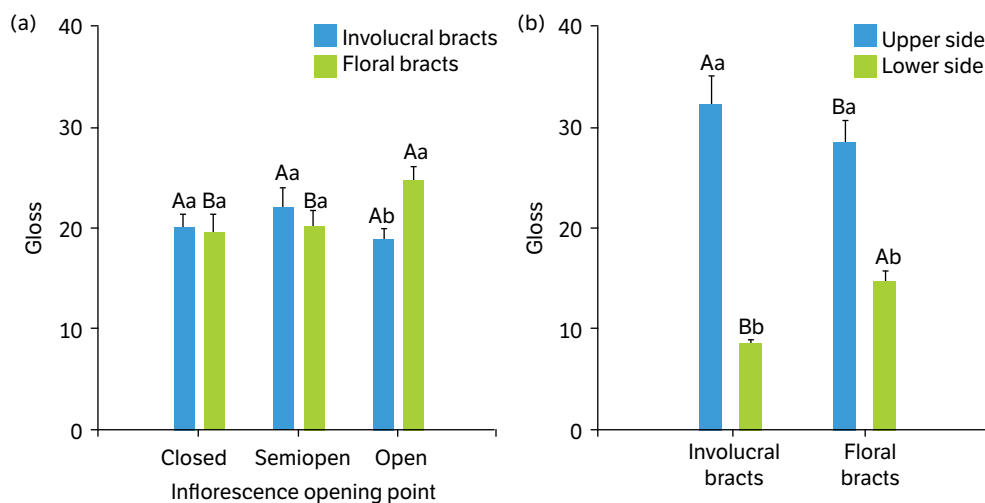 (a)
40
30
20
10
0
Gloss
Involucral bracts
Floral bracts
Aa Ba
Aa
Ba
Ab
Aa
Closed Semiopen Open
Inflorescence opening point
(b)
40
30
20
10
0
Gloss
Upper side
Lower side
Aa
Bb
Ba
Ab
Involucral
bracts
Floral
bracts